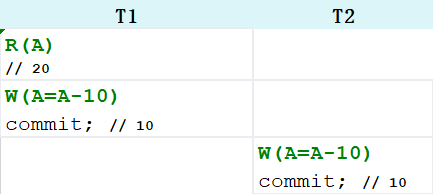 T1 T2
R(A)
// 20
W(A=A-10)
commit; // 10
W(A=A-10)
commit; // 10